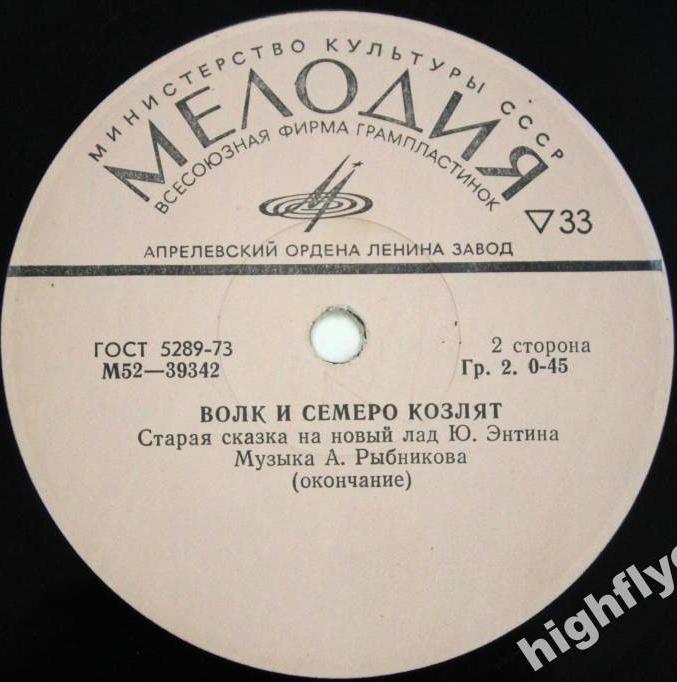 МИНИСТЕРСТВО КУЛЬТУРЫ СССР
МЕЛОДИЯ
ВСЕСОЮЗНАЯ ФИРМА ГРАМПЛАСТИНОК
▽33
АПРЕЛЕВСКИЙ ОРДЕНА ЛЕНИНА ЗАВОД
ГОСТ 5289-73
М52—39342
2 сторона
Гр. 2. 0-45
ВОЛК И СЕМЕРО КОЗЛЯТ
Старая сказка на новый лад Ю. Энтина
Музыка А. Рыбникова
(окончание)